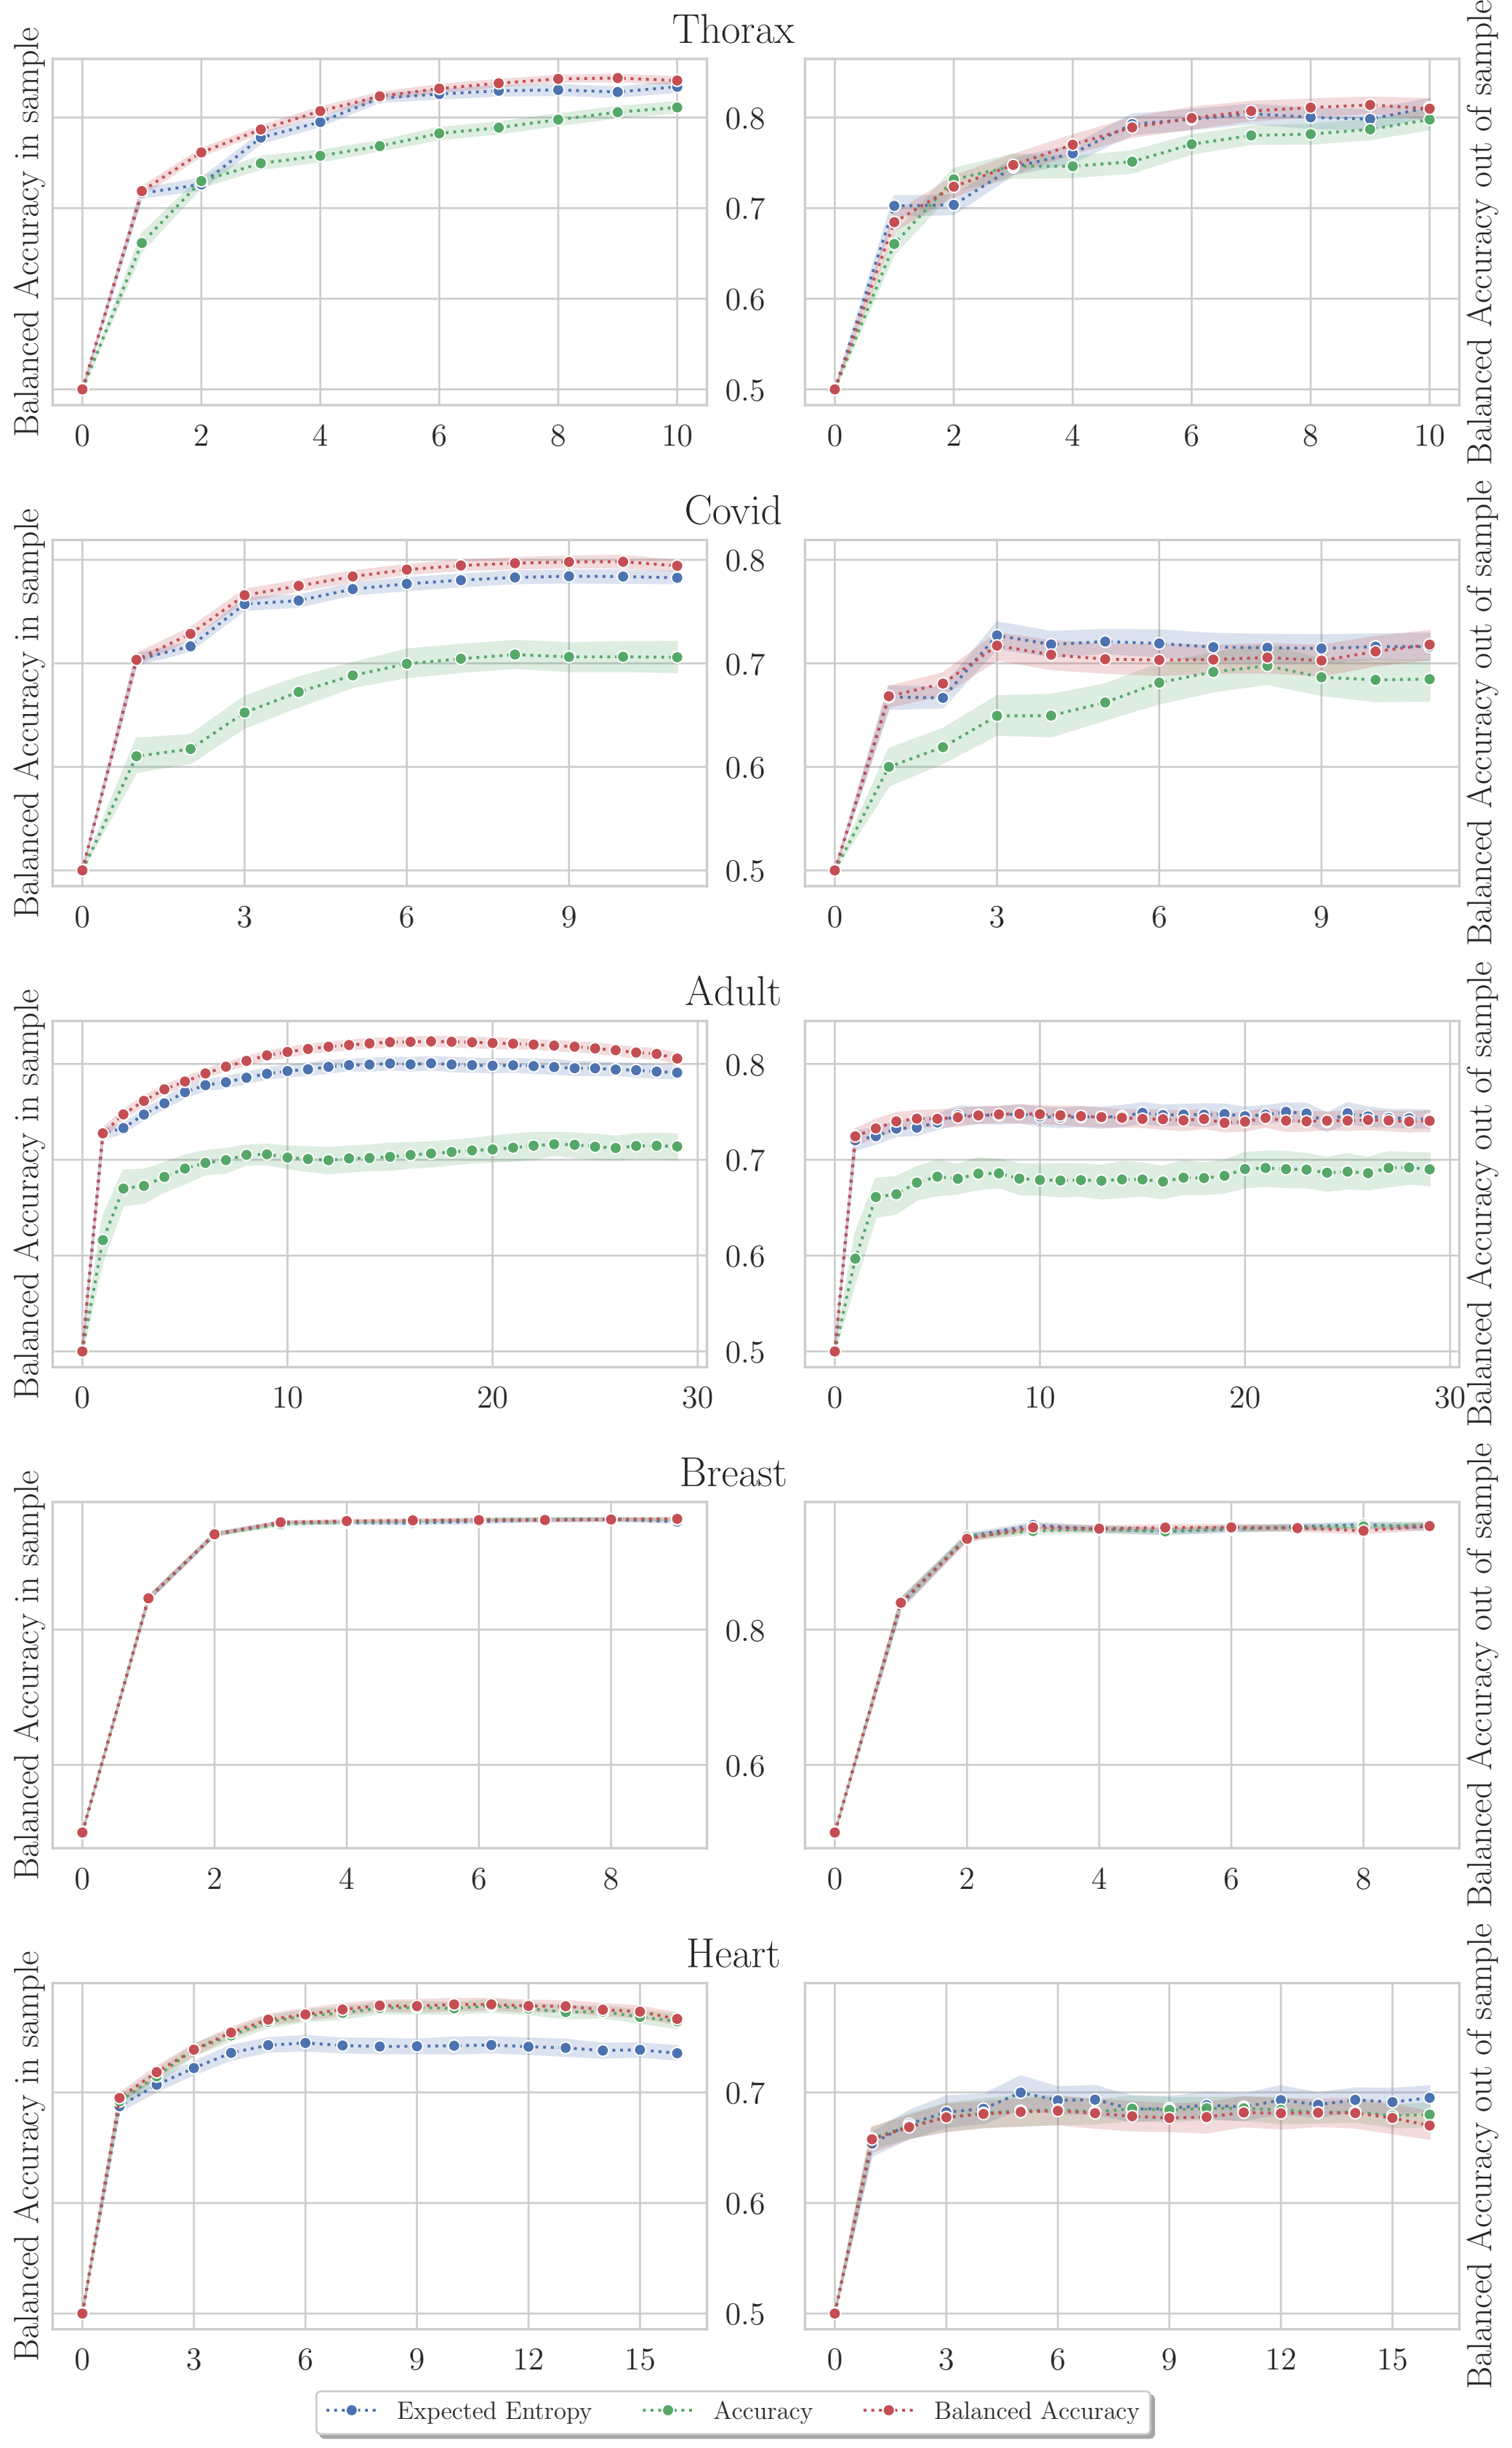 Thorax
Balanced Accuracy in sample
0.8
0.7
0.6
0.5
Balanced Accuracy out of sample
0 2 4 6 8 10
0 2 4 6 8 10
Covid
Balanced Accuracy in sample
0.8
0.7
0.6
0.5
Balanced Accuracy out of sample
0 3 6 9
0 3 6 9
Adult
Balanced Accuracy in sample
0.8
0.7
0.6
0.5
Balanced Accuracy out of sample
0 10 20 30
0 10 20 30
Breast
Balanced Accuracy in sample
0.8
0.6
Balanced Accuracy out of sample
0 2 4 6 8
0 2 4 6 8
Heart
Balanced Accuracy in sample
0.7
0.6
0.5
Balanced Accuracy out of sample
0 3 6 9 12 15
0 3 6 9 12 15
Expected Entropy Accuracy Balanced Accuracy